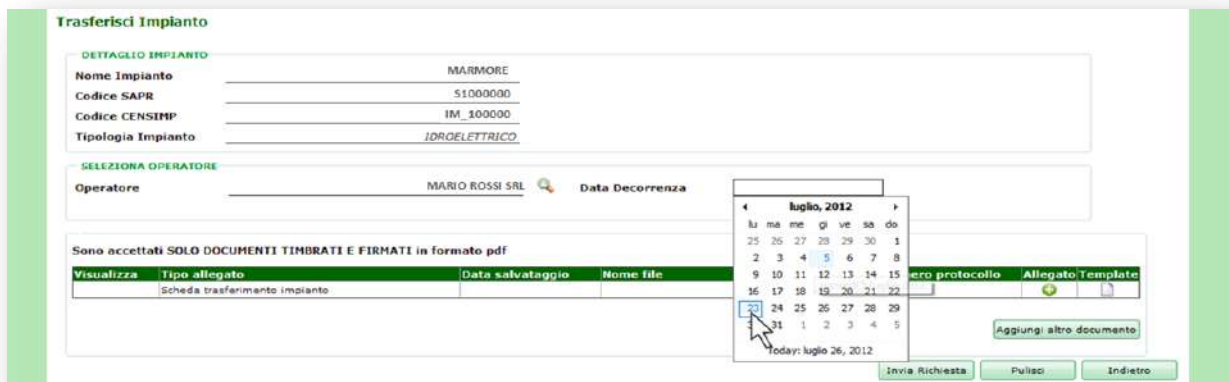 Trasferisci Impianto
DETTAGLIO IMPIANTO
Nome Impianto MARMORE
Codice SAPR S1000000
Codice CENSIMP IM_100000
Tipologia Impianto IDROELETTRICO
SELEZIONA OPERATORE
Operatore MARIO ROSSI SRL Data Decorrenza
luglio, 2012
lu ma me gi ve sa do
25 26 27 28 29 30 1
2 3 4 5 6 7 8
9 10 11 12 13 14 15
16 17 18 19 20 21 22
23 24 25 26 27 28 29
31 1 2 3 4 5
Today: luglio 26, 2012
Sono accettati SOLO DOCUMENTI TIMBRATI E FIRMATI in formato pdf
Visualizza Tipo allegato Data salvataggio Nome file protocollo Allegato Template
Scheda trasferimento impianto
Aggiungi altro documento
Invia Richiesta Pulisci Indietro